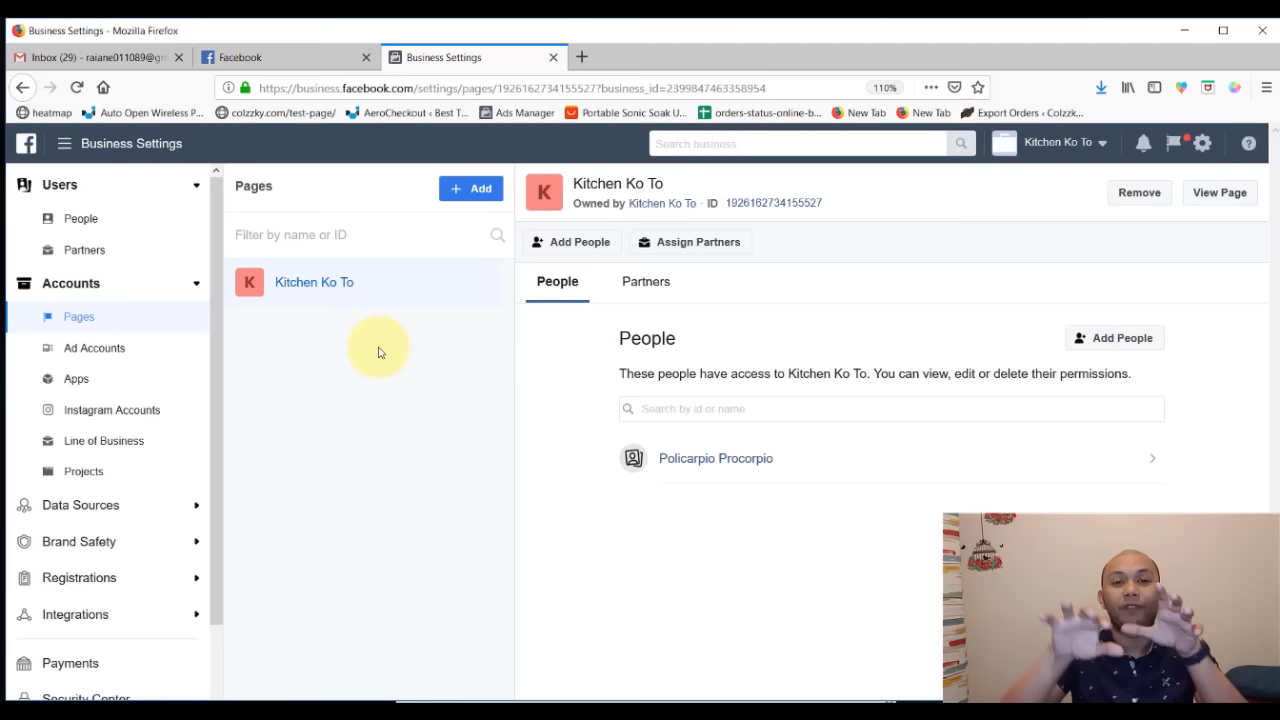 Business Settings - Mozilla Firefox
Inbox (29) - raiane011089@gm
Facebook
Business Settings
https://business.facebook.com/settings/pages/1926162734155527?business_id=2399847463358954
110%
heatmap
Auto Open Wireless P...
colzzky.com/test-page/
AeroCheckout ‹ Best T...
Ads Manager
Portable Sonic Soak U...
orders-status-online-b...
New Tab
New Tab
Export Orders ‹ Colzzk...
Business Settings
Search business
Kitchen Ko To
Users
People
Partners
Accounts
Pages
Ad Accounts
Apps
Instagram Accounts
Line of Business
Projects
Data Sources
Brand Safety
Registrations
Integrations
Payments
Security Center
Pages
+ Add
Filter by name or ID
K
Kitchen Ko To
K
Kitchen Ko To
Owned by Kitchen Ko To · ID 1926162734155527
Remove
View Page
Add People
Assign Partners
People
Partners
People
Add People
These people have access to Kitchen Ko To. You can view, edit or delete their permissions.
Search by id or name
Policarpio Procorpio